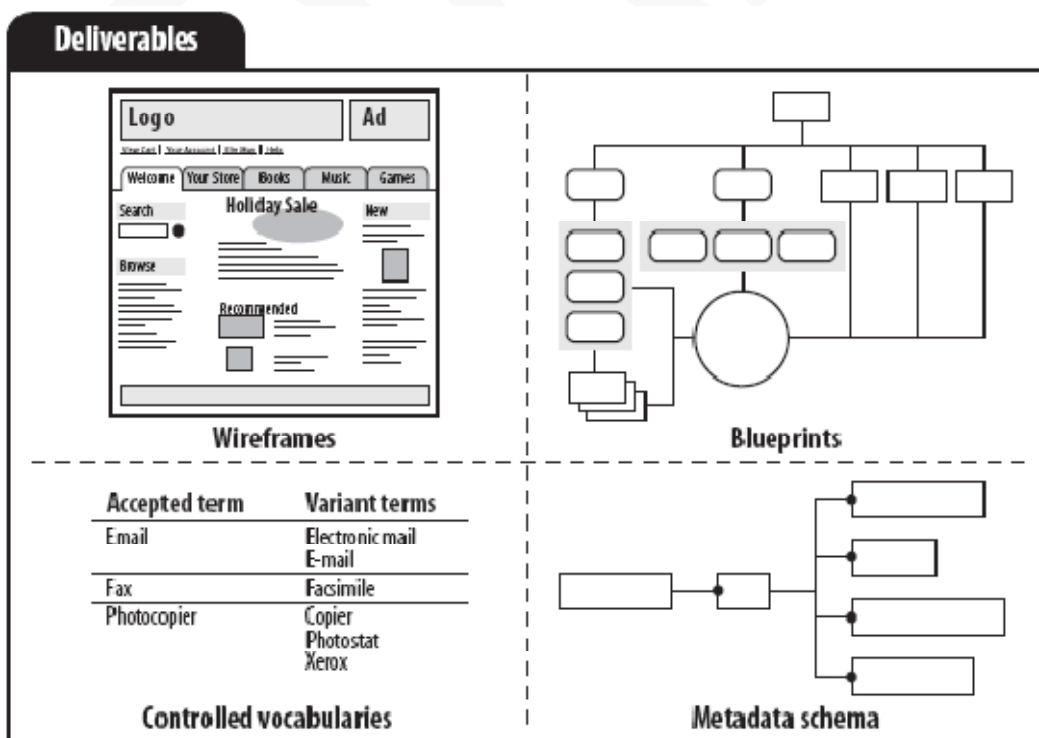 Deliverables
Logo
Ad
View Cart | Your Account | Site Map | Help
Welcome
Your Store
Books
Music
Games
Search
Holiday Sale
New
Browse
Recommended
Wireframes
Blueprints
Accepted term Variant terms
Email Electronic mail
E-mail
Fax Facsimile
Photocopier Copier
Photostat
Xerox
Controlled vocabularies
Metadata schema